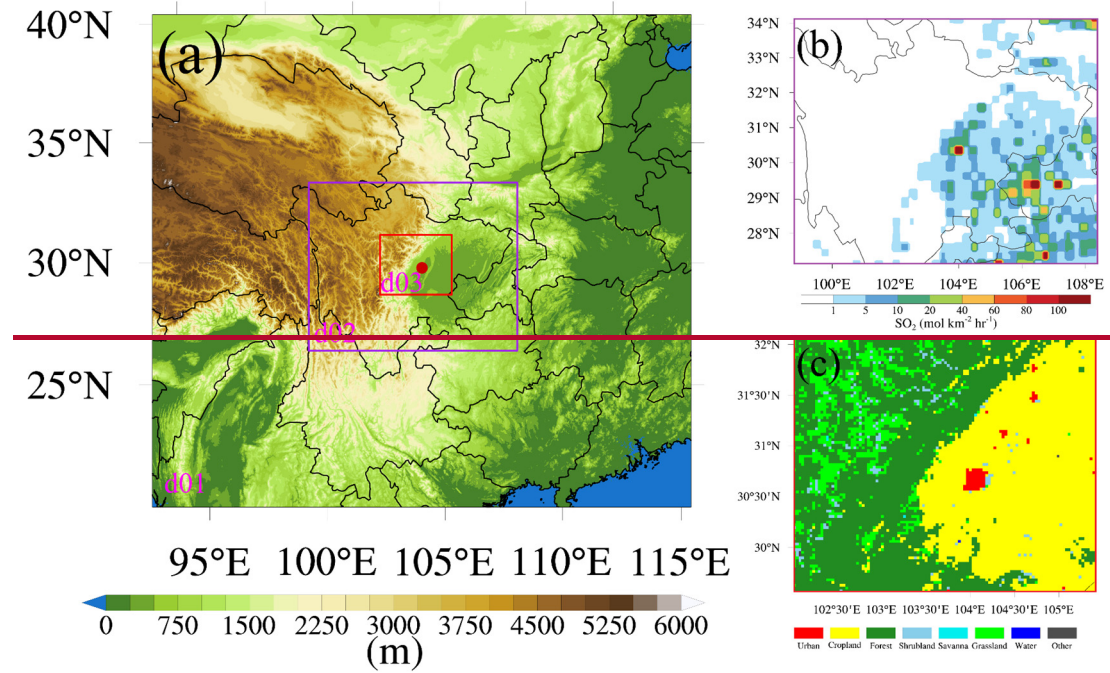 (a)
40°N
35°N
30°N
25°N
d03
d02
d01
95°E 100°E 105°E 110°E 115°E
0 750 1500 2250 3000 3750 4500 5250 6000
(m)
(b)
34°N
33°N
32°N
31°N
30°N
29°N
28°N
100°E 102°E 104°E 106°E 108°E
1 5 10 20 40 60 80 100
SO₂ (mol km⁻² hr⁻¹)
(c)
32°N
31°30'N
31°N
30°30'N
30°N
102°30'E 103°E 103°30'E 104°E 104°30'E 105°E
Urban Cropland Forest Shrubland Savanna Grassland Water Other